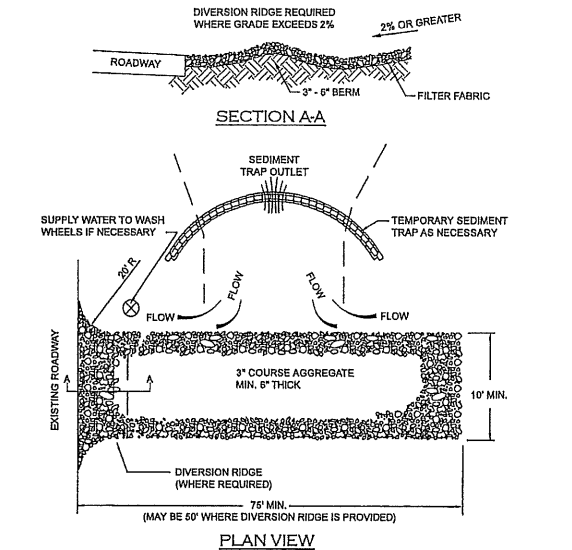 DIVERSION RIDGE REQUIRED
WHERE GRADE EXCEEDS 2%
2% OR GREATER
ROADWAY
3" - 6" BERM
FILTER FABRIC
SECTION A-A
SEDIMENT
TRAP OUTLET
SUPPLY WATER TO WASH
WHEELS IF NECESSARY
TEMPORARY SEDIMENT
TRAP AS NECESSARY
20' R
FLOW
FLOW
FLOW
FLOW
EXISTING ROADWAY
A
A
3" COURSE AGGREGATE
MIN. 6" THICK
10' MIN.
DIVERSION RIDGE
(WHERE REQUIRED)
75' MIN.
(MAY BE 50' WHERE DIVERSION RIDGE IS PROVIDED)
PLAN VIEW